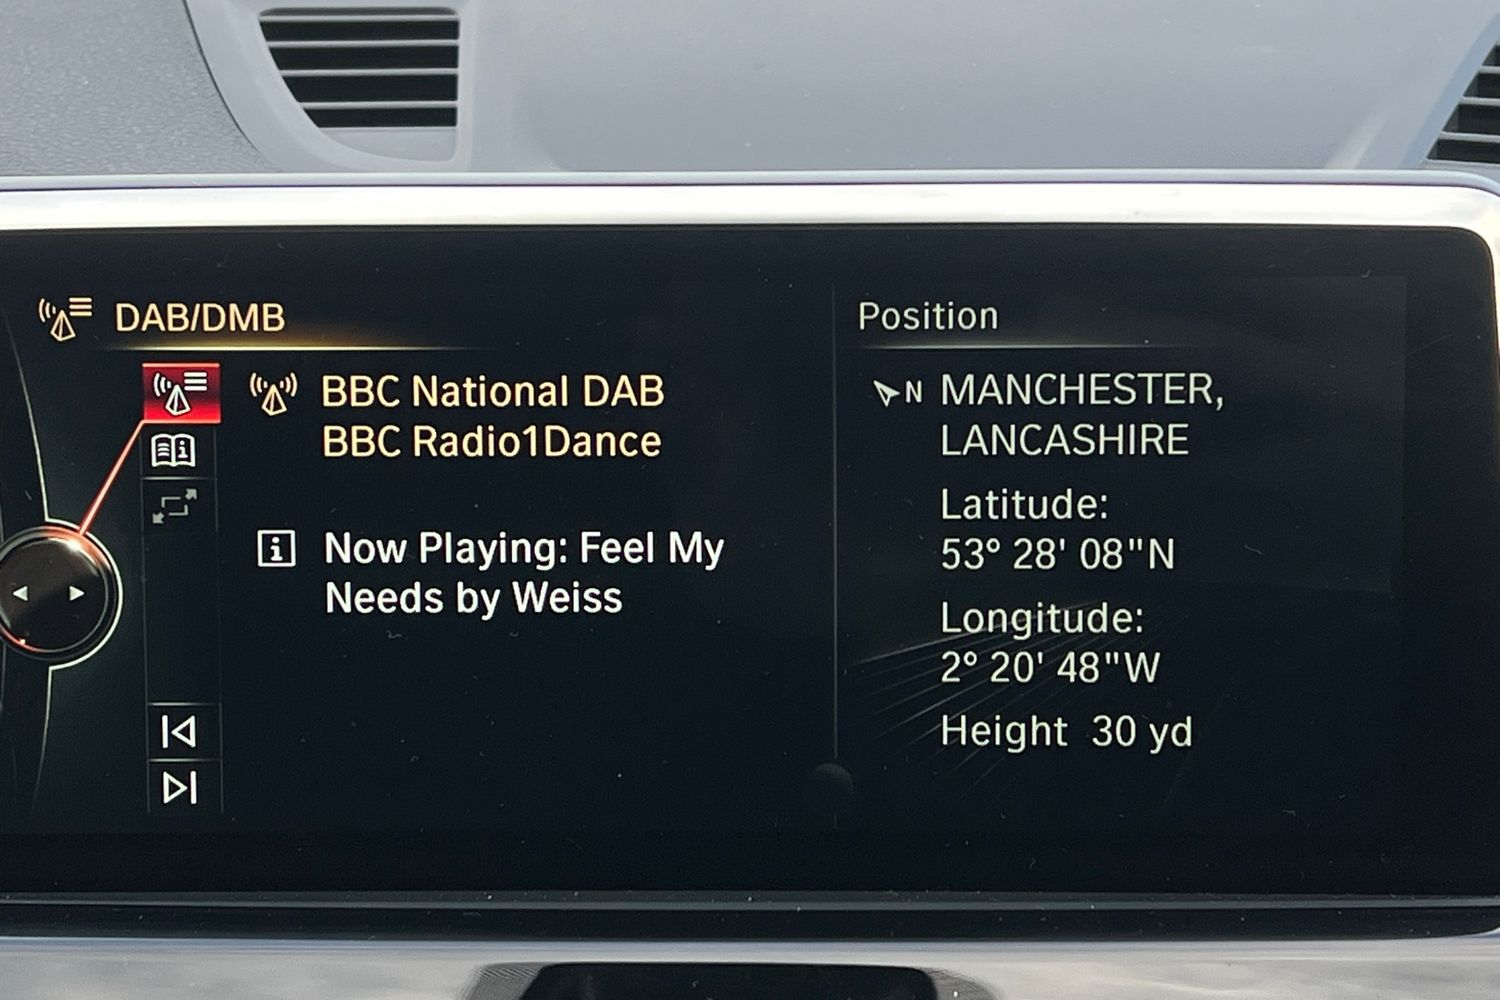 DAB/DMB
BBC National DAB
BBC Radio1Dance
Now Playing: Feel My
Needs by Weiss
Position
N MANCHESTER,
LANCASHIRE
Latitude:
53° 28' 08"N
Longitude:
2° 20' 48"W
Height 30 yd